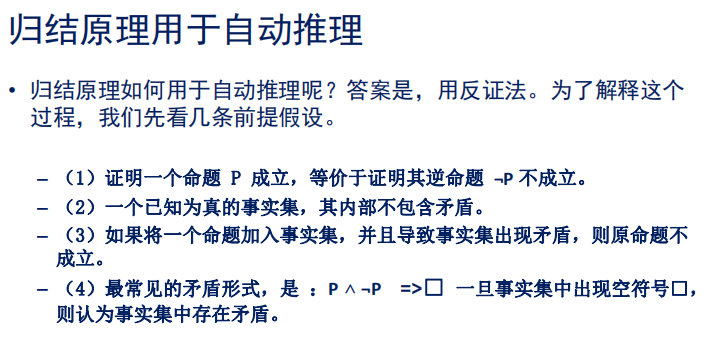 归结原理用于自动推理
• 归结原理如何用于自动推理呢？答案是，用反证法。为了解释这个
过程，我们先看几条前提假设。
– （1）证明一个命题 P 成立，等价于证明其逆命题 ¬P 不成立。
– （2）一个已知为真的事实集，其内部不包含矛盾。
– （3）如果将一个命题加入事实集，并且导致事实集出现矛盾，则原命题不
成立。
– （4）最常见的矛盾形式，是 ：P ∧ ¬P =>□ 一旦事实集中出现空符号□，
则认为事实集中存在矛盾。